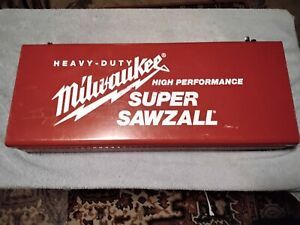 HEAVY-DUTY
Milwaukee
HIGH PERFORMANCE
SUPER
SAWZALL